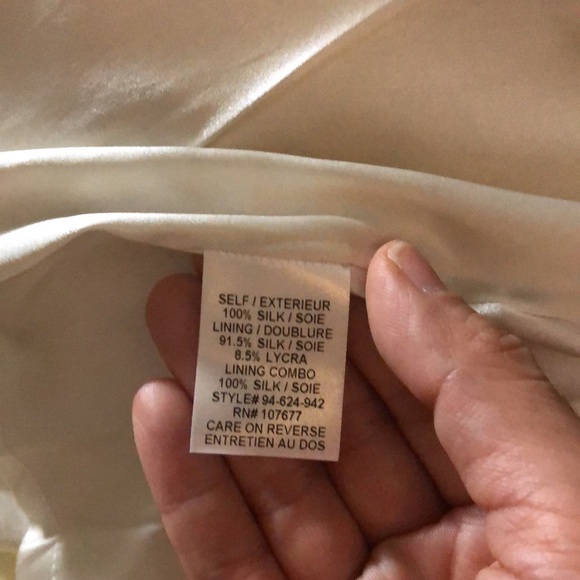 SELF / EXTERIEUR
100% SILK / SOIE
LINING / DOUBLURE
91.5% SILK / SOIE
8.5% LYCRA
LINING COMBO
100% SILK / SOIE
STYLE# 94-624-942
RN# 107677
CARE ON REVERSE
ENTRETIEN AU DOS